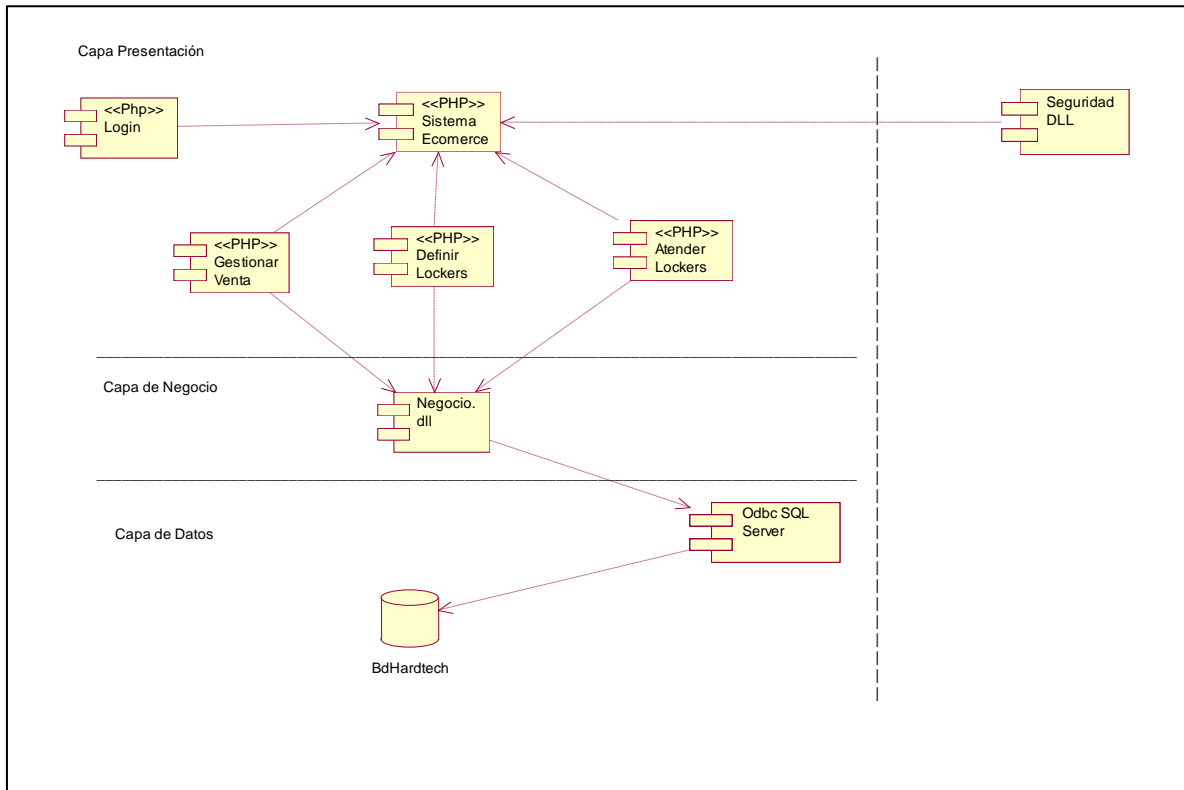 Capa Presentación
<<Php>>
Login
<<PHP>>
Sistema
Ecomerce
Seguridad
DLL
<<PHP>>
Gestionar
Venta
<<PHP>>
Definir
Lockers
<<PHP>>
Atender
Lockers
Capa de Negocio
Negocio.
dll
Capa de Datos
Odbc SQL
Server
BdHardtech